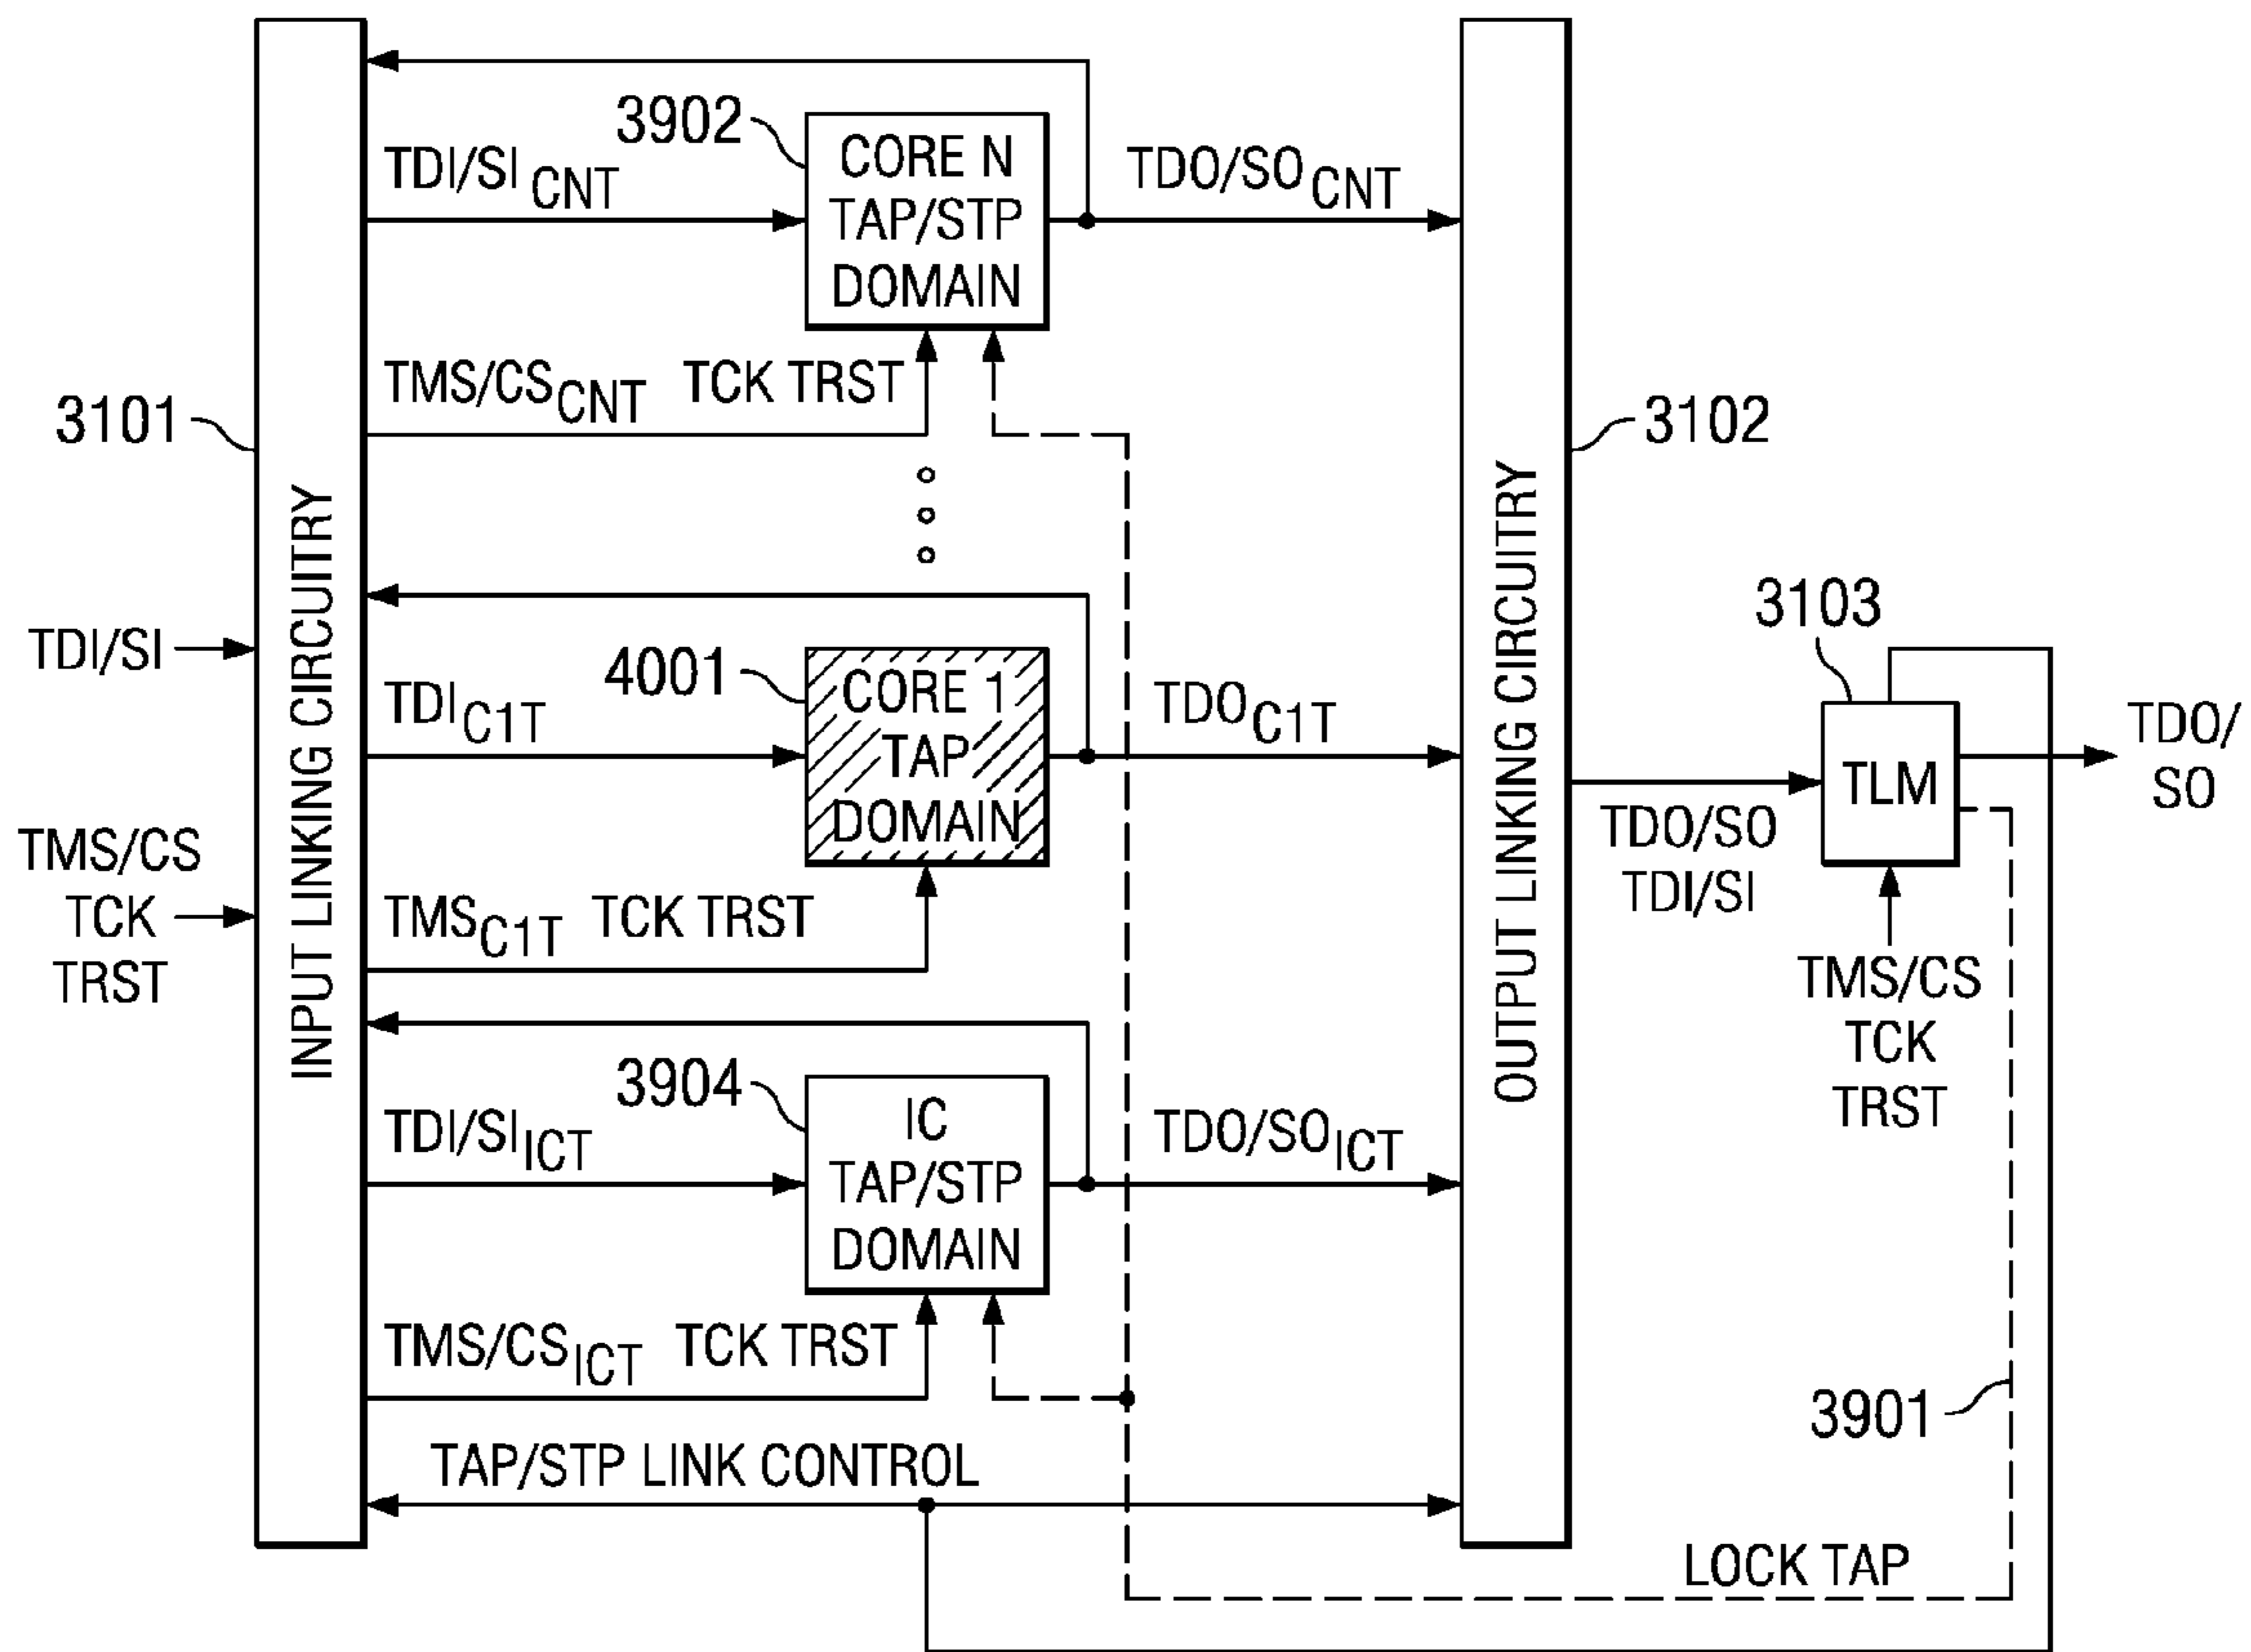 3902
CORE N
TAP/STP
DOMAIN
TDI/SI CNT
TDO/SO CNT
TMS/CS CNT TCK TRST
3101
3102
INPUT LINKING CIRCUITRY
OUTPUT LINKING CIRCUITRY
TDI/SI
TMS/CS
TCK
TRST
4001
CORE 1
TAP
DOMAIN
TDI C1T
TDO C1T
TMS C1T TCK TRST
3103
TLM
TDO/
SO
TDO/SO
TDI/SI
TMS/CS
TCK
TRST
3904
IC
TAP/STP
DOMAIN
TDI/SI ICT
TDO/SO ICT
TMS/CS ICT TCK TRST
3901
TAP/STP LINK CONTROL
LOCK TAP